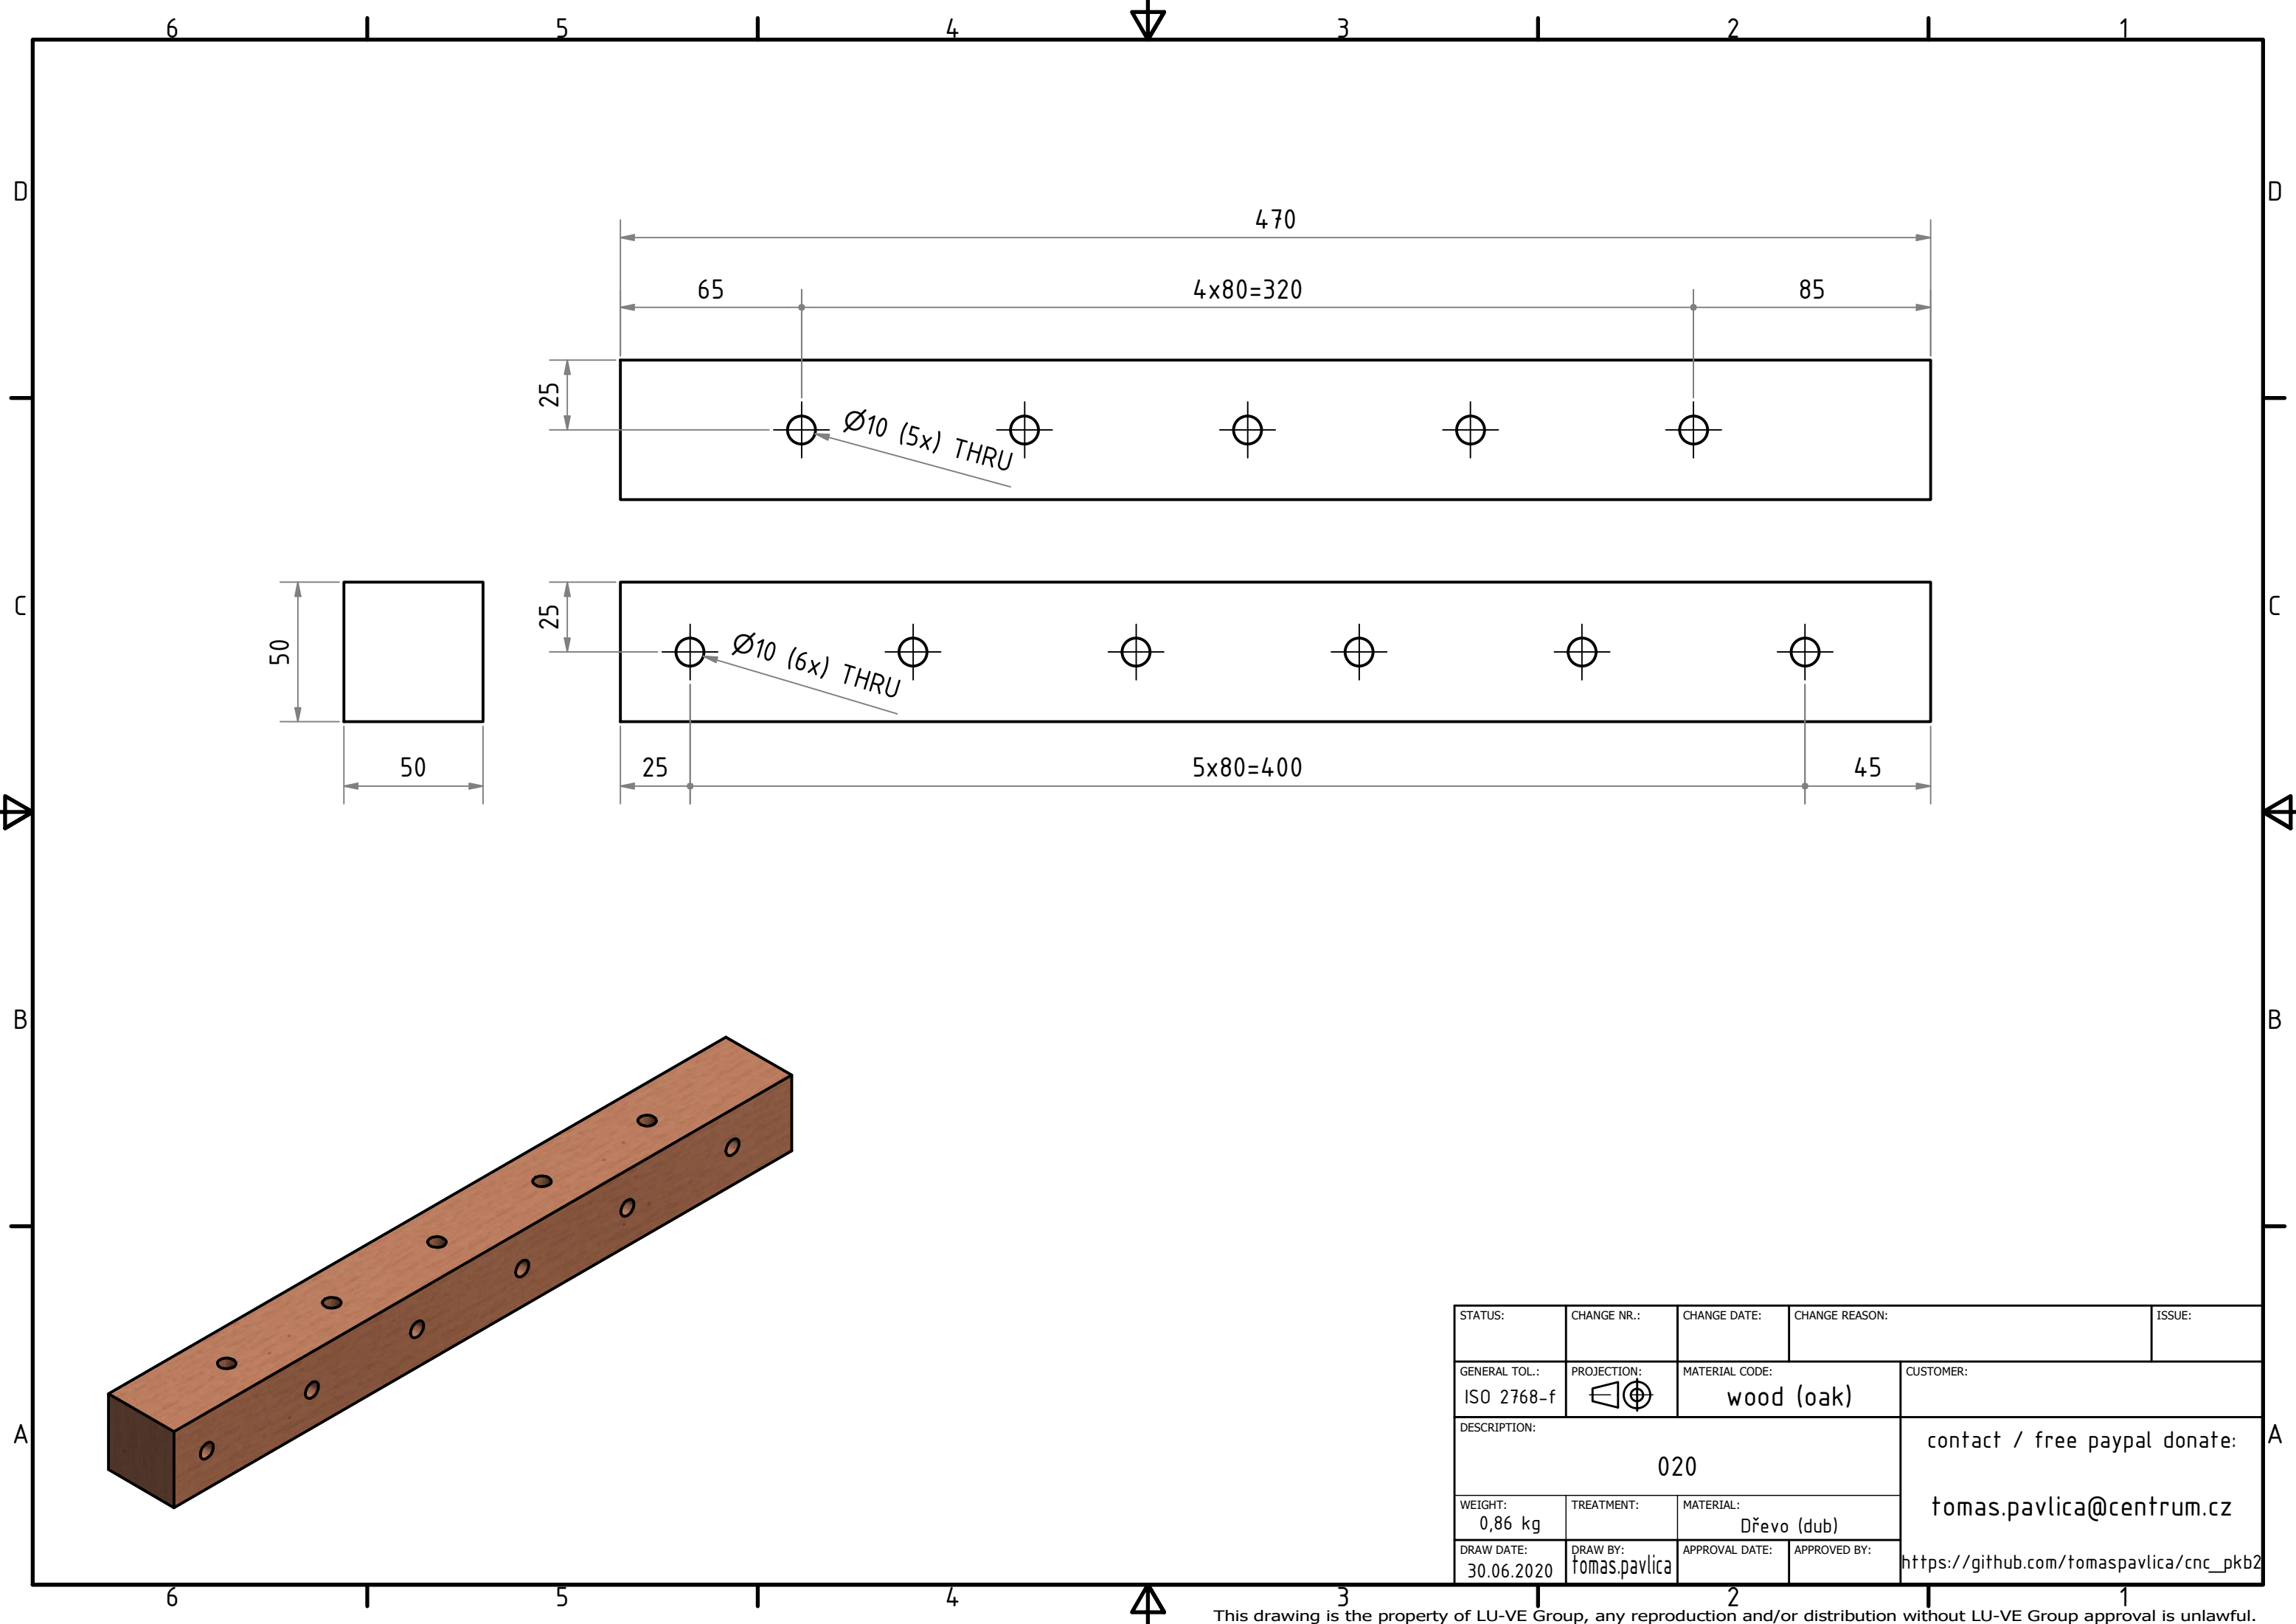 6 5 4 3 2 1
D D
470
65 4x80=320 85
25
Ø10 (5x) THRU
C C
50
25
Ø10 (6x) THRU
50 25 5x80=400 45
B B
STATUS: CHANGE NR.: CHANGE DATE: CHANGE REASON: ISSUE:
GENERAL TOL.: PROJECTION: MATERIAL CODE: CUSTOMER:
ISO 2768-f wood (oak)
DESCRIPTION:
020
A A
contact / free paypal donate:
tomas.pavlica@centrum.cz
https://github.com/tomaspavlica/cnc_pkb2
WEIGHT: TREATMENT: MATERIAL:
0,86 kg Dřevo (dub)
DRAW DATE: DRAW BY: APPROVAL DATE: APPROVED BY:
30.06.2020 tomas.pavlica
6 5 4 3 2 1
This drawing is the property of LU-VE Group, any reproduction and/or distribution without LU-VE Group approval is unlawful.